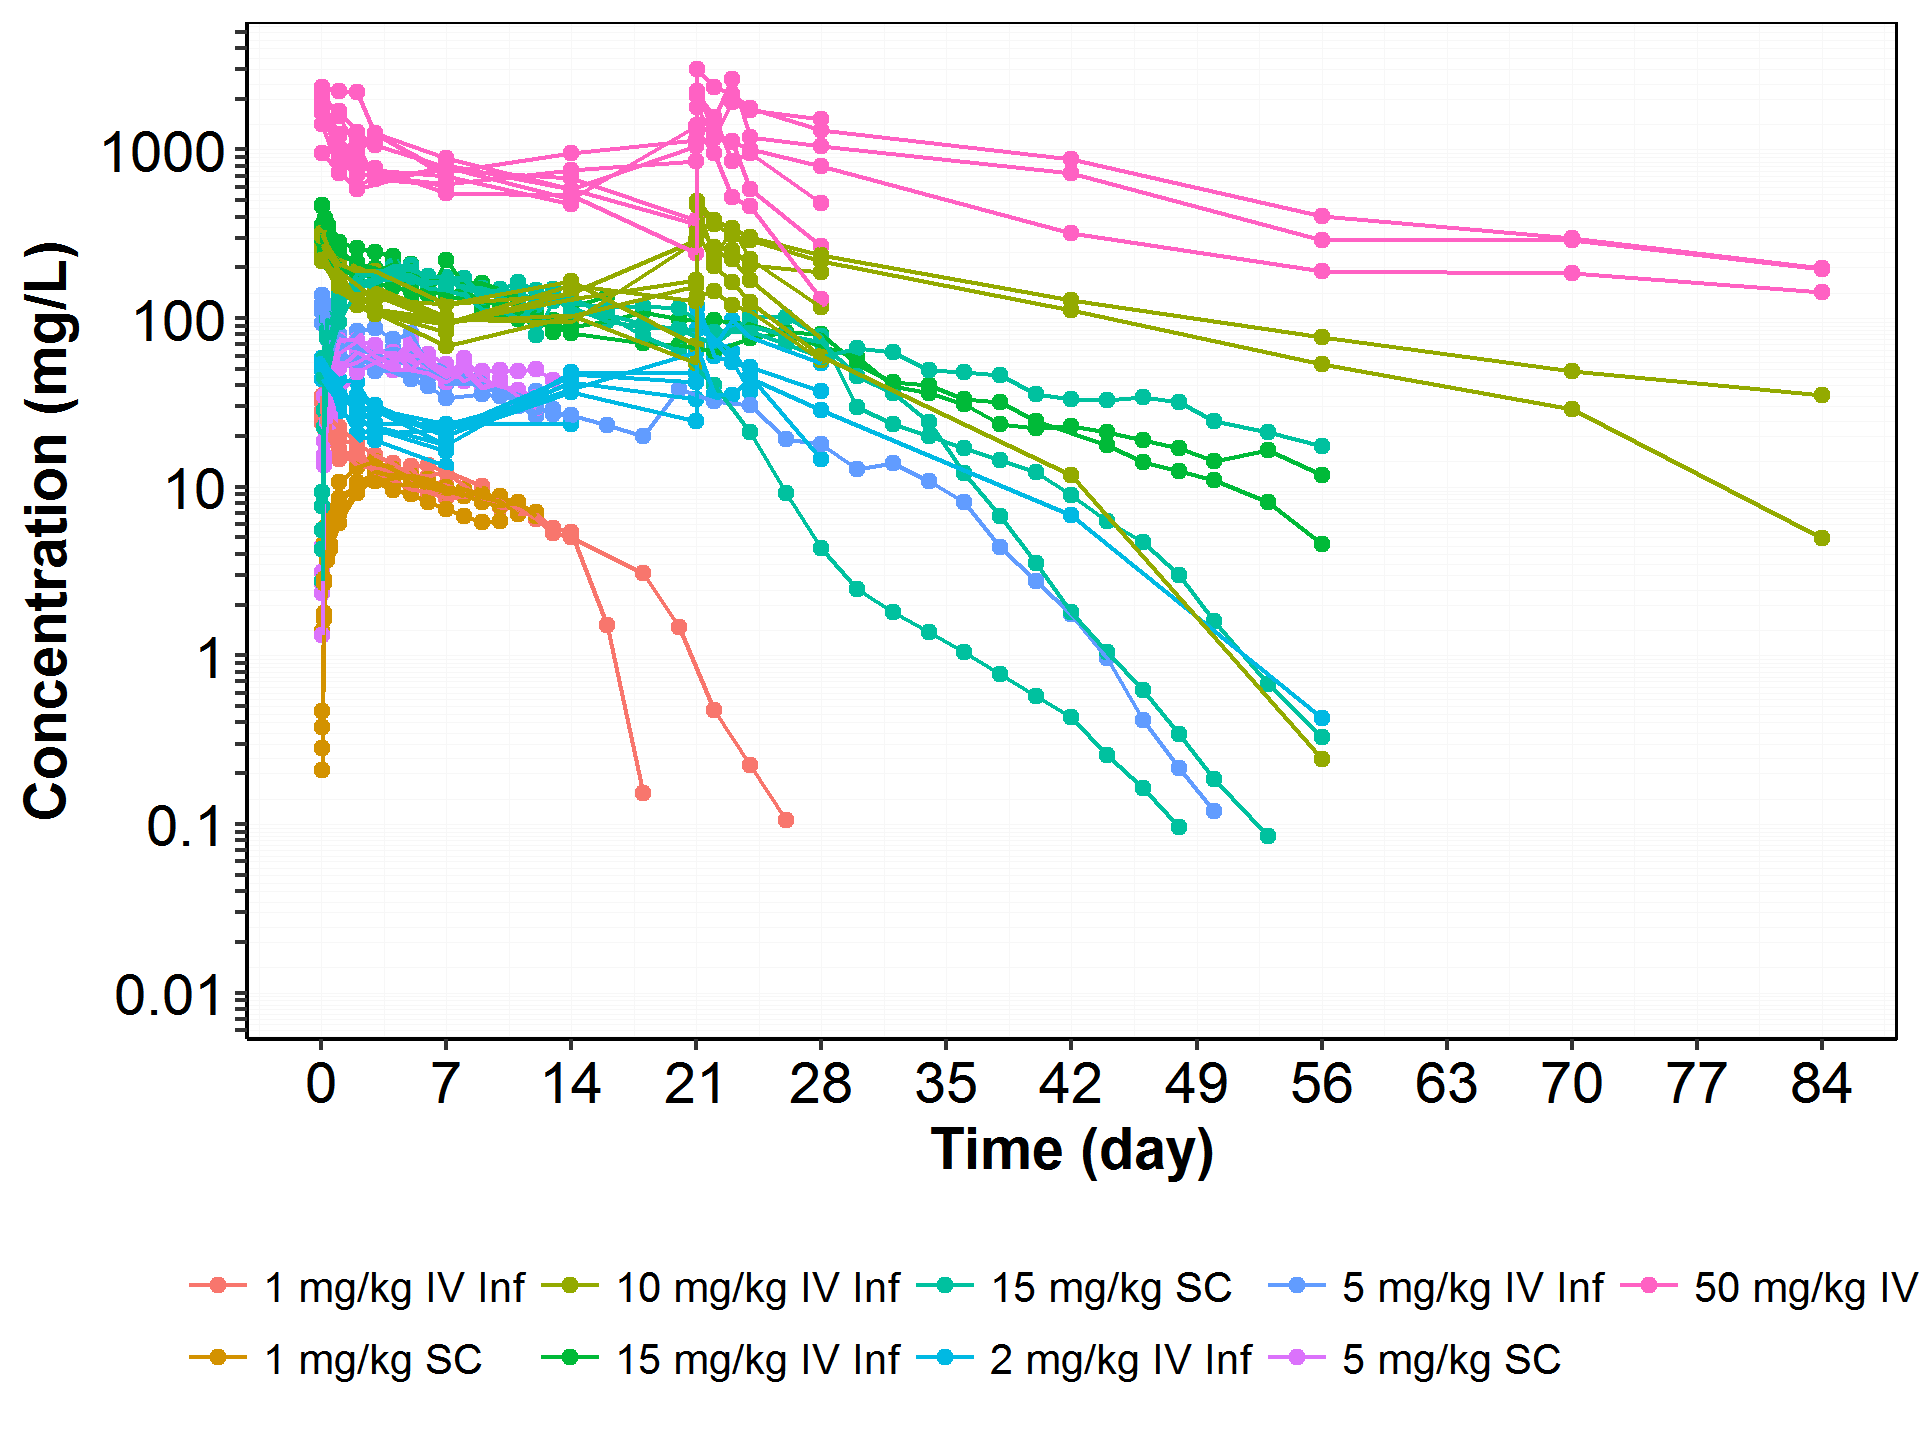 Concentration (mg/L)
1000
100
10
1
0.1
0.01
0 7 14 21 28 35 42 49 56 63 70 77 84
Time (day)
1 mg/kg IV Inf 10 mg/kg IV Inf 15 mg/kg SC 5 mg/kg IV Inf 50 mg/kg IV
1 mg/kg SC 15 mg/kg IV Inf 2 mg/kg IV Inf 5 mg/kg SC